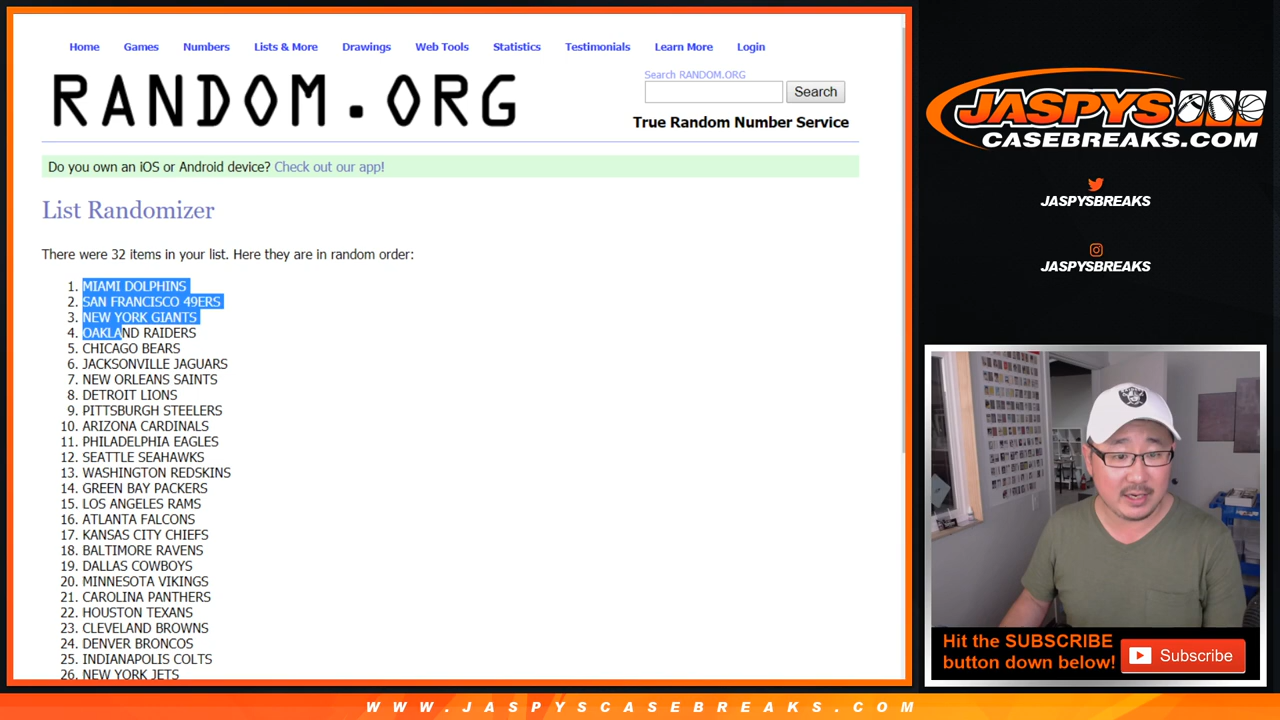 Home Games Numbers Lists & More Drawings Web Tools Statistics Testimonials Learn More Login
RANDOM.ORG
Search RANDOM.ORG
Search
True Random Number Service
Do you own an iOS or Android device? Check out our app!
List Randomizer
There were 32 items in your list. Here they are in random order:
1. MIAMI DOLPHINS
2. SAN FRANCISCO 49ERS
3. NEW YORK GIANTS
4. OAKLAND RAIDERS
5. CHICAGO BEARS
6. JACKSONVILLE JAGUARS
7. NEW ORLEANS SAINTS
8. DETROIT LIONS
9. PITTSBURGH STEELERS
10. ARIZONA CARDINALS
11. PHILADELPHIA EAGLES
12. SEATTLE SEAHAWKS
13. WASHINGTON REDSKINS
14. GREEN BAY PACKERS
15. LOS ANGELES RAMS
16. ATLANTA FALCONS
17. KANSAS CITY CHIEFS
18. BALTIMORE RAVENS
19. DALLAS COWBOYS
20. MINNESOTA VIKINGS
21. CAROLINA PANTHERS
22. HOUSTON TEXANS
23. CLEVELAND BROWNS
24. DENVER BRONCOS
25. INDIANAPOLIS COLTS
26. NEW YORK JETS
JASPYS
CASEBREAKS.COM
JASPYSBREAKS
JASPYSBREAKS
Hit the SUBSCRIBE
button down below!
Subscribe
WWW.JASPYSCASEBREAKS.COM